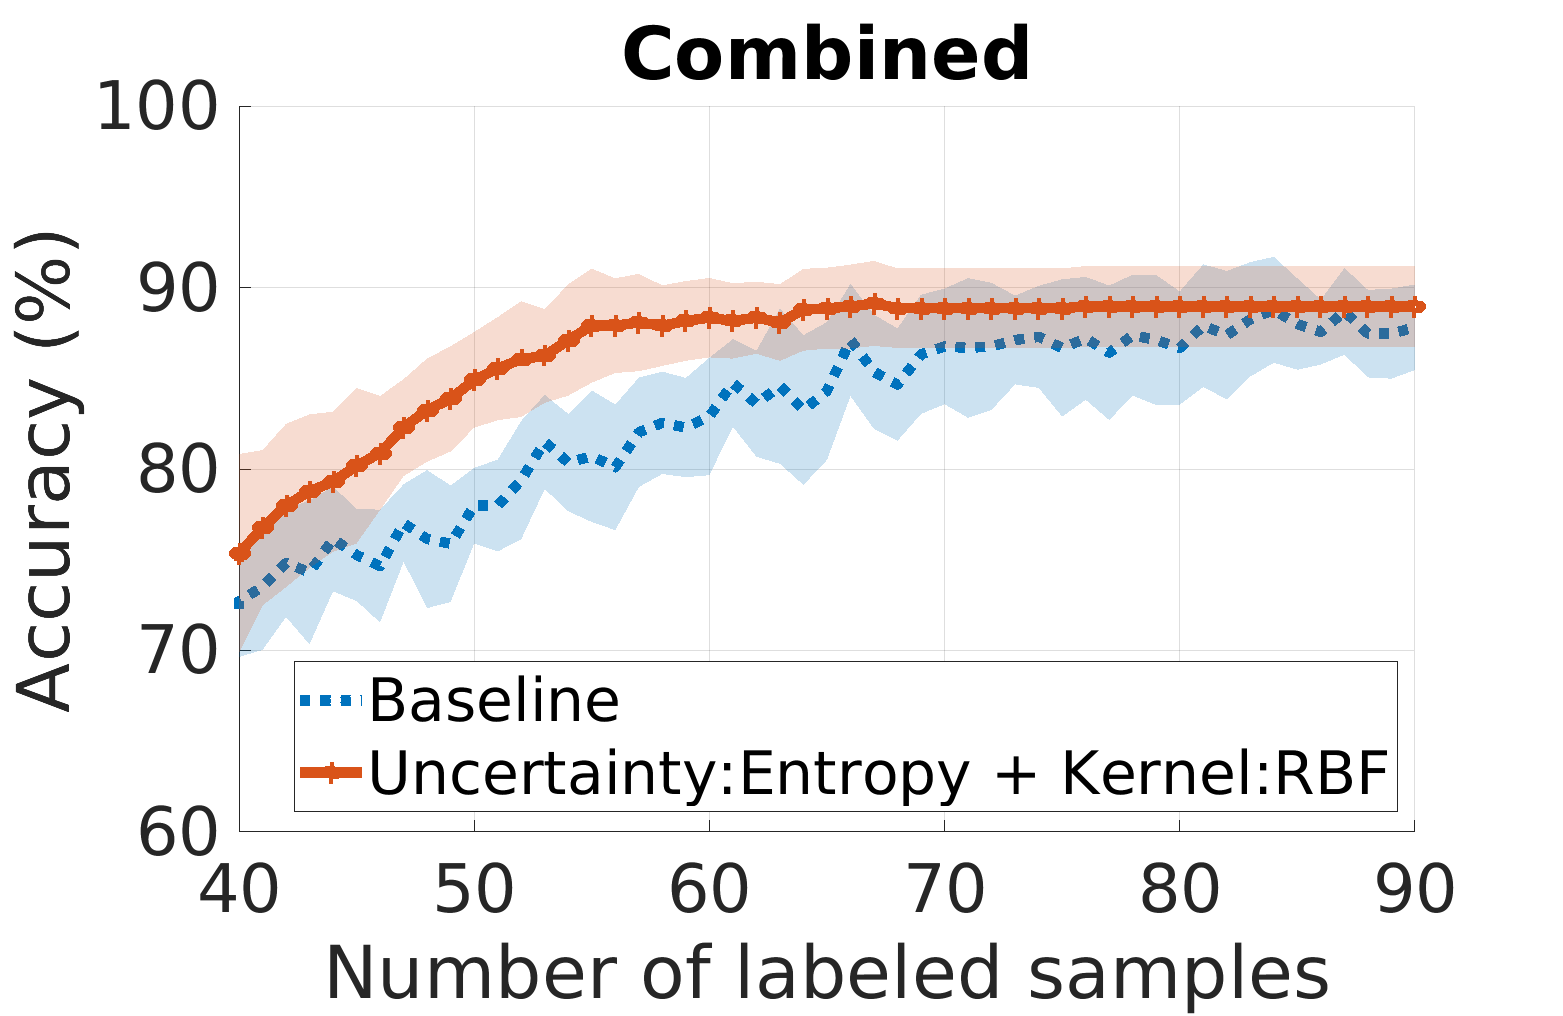 Combined
100
90
80
70
60
Accuracy (%)
Baseline
Uncertainty:Entropy + Kernel:RBF
40 50 60 70 80 90
Number of labeled samples